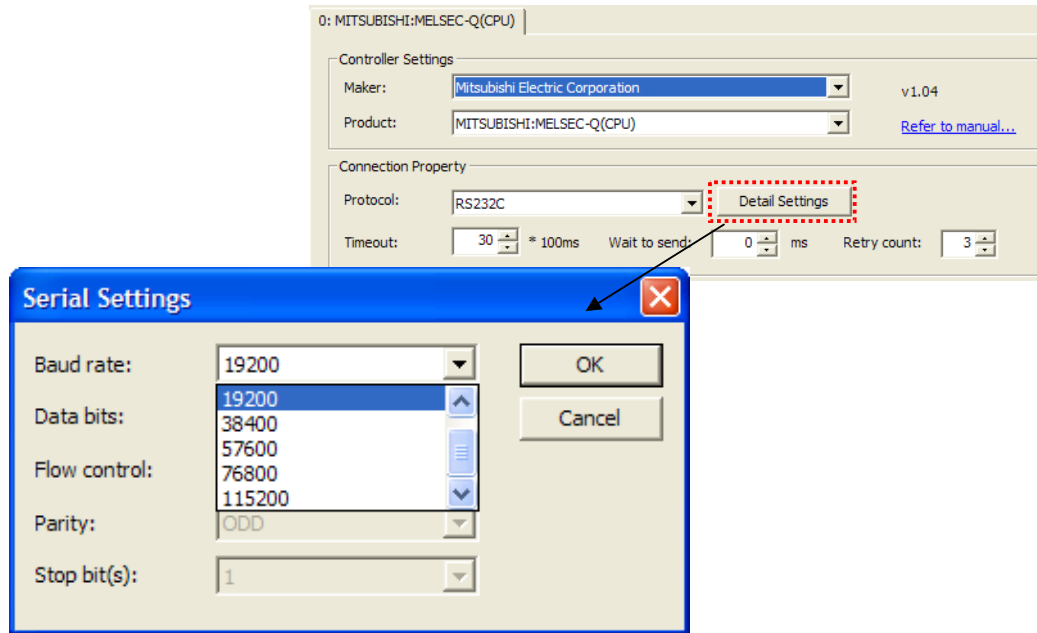 0: MITSUBISHI:MELSEC-Q(CPU)
Controller Settings
Maker: Mitsubishi Electric Corporation v1.04
Product: MITSUBISHI:MELSEC-Q(CPU) Refer to manual...
Connection Property
Protocol: RS232C Detail Settings
Timeout: 30 * 100ms Wait to send: 0 ms Retry count: 3
Serial Settings
Baud rate: 19200 OK
19200
Data bits: 38400 Cancel
57600
Flow control: 76800
115200
Parity: ODD
Stop bit(s): 1